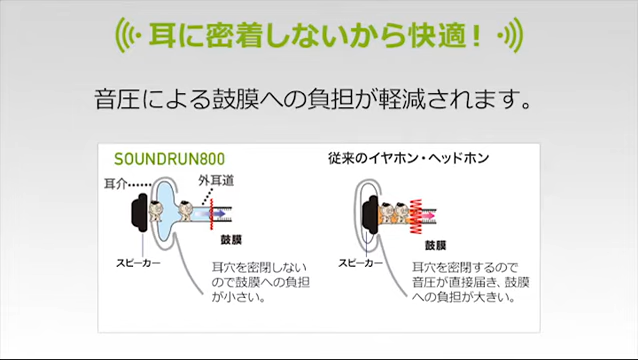 耳に密着しないから快適！
音圧による鼓膜への負担が軽減されます。
SOUNDRUN800
耳介
外耳道
鼓膜
スピーカー
耳穴を密閉しない
ので鼓膜への負担
が小さい。
従来のイヤホン・ヘッドホン
鼓膜
スピーカー
耳穴を密閉するので
音圧が直接届き、鼓膜
への負担が大きい。